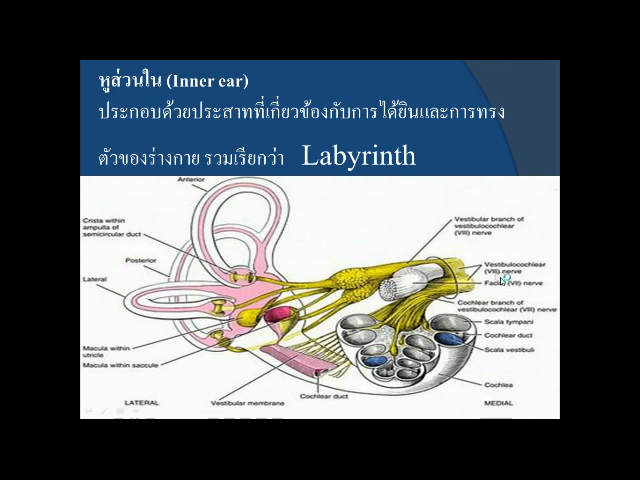 หูส่วนใน (Inner ear)
ประกอบด้วยประสาทที่เกี่ยวข้องกับการได้ยินและการทรง
ตัวของร่างกาย รวมเรียกว่า Labyrinth
Anterior
Crista within
ampulla of
semicircular duct
Posterior
Lateral
Macula within
utricle
Macula within saccule
LATERAL
Vestibular membrane
Cochlear duct
Vestibular branch of
vestibulocochlear
(VII) nerve
Vestibulocochlear
(VII) nerve
Facial (VII) nerve
Cochlear branch of
vestibulocochlear (VII) nerve
Scala tympani
Cochlear duct
Scala vestibuli
Cochlea
MEDIAL